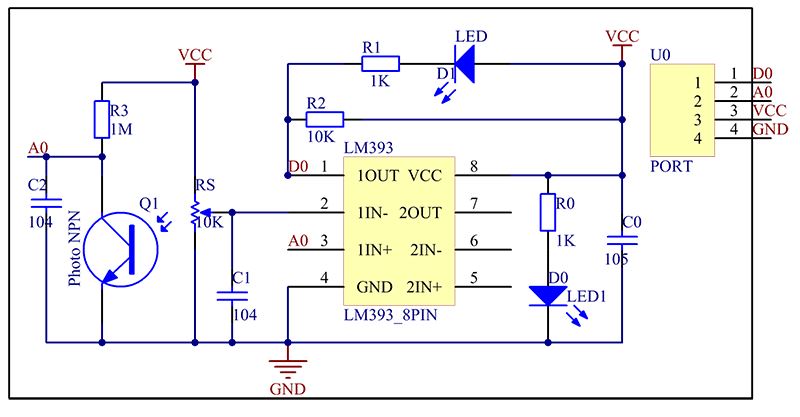 VCC
R3
1M
A0
C2
104
Photo NPN
Q1
RS
10K
C1
104
R1
1K
LED
D1
R2
10K
VCC
LM393
D0 1 1OUT VCC 8
2 1IN- 2OUT 7
A0 3 1IN+ 2IN- 6
4 GND 2IN+ 5
LM393_8PIN
GND
R0
1K
D0
LED1
C0
105
U0
1 1 D0
2 2 A0
3 3 VCC
4 4 GND
PORT